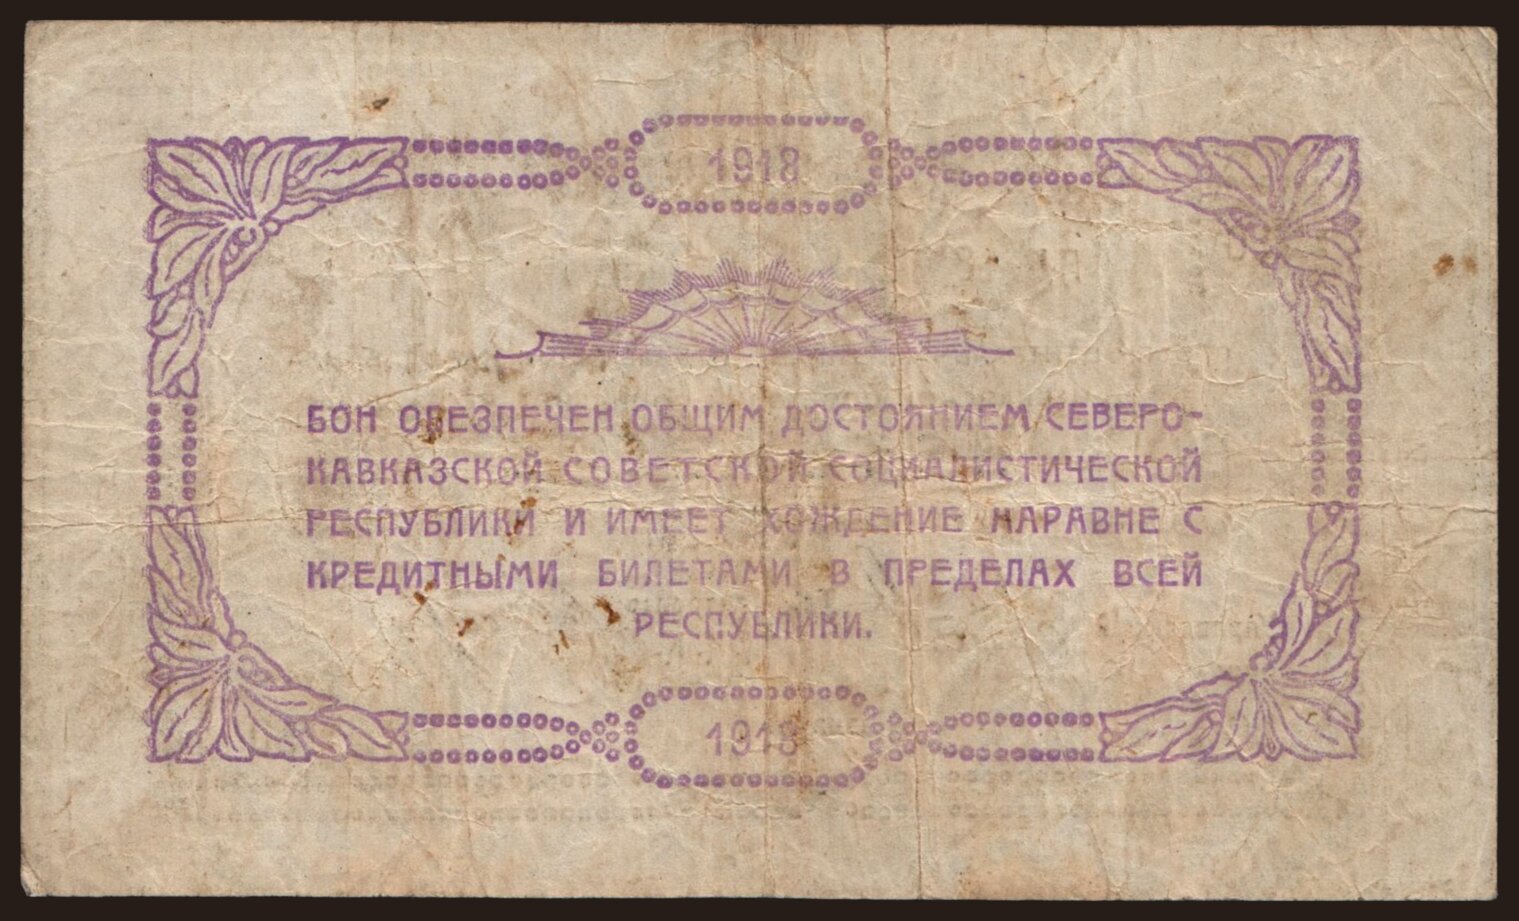 1918
БОН ОБЕЗПЕЧЕН ОБЩИМ ДОСТОЯНИЕМ СЕВЕРО-
КАВКАЗСКОЙ СОВЕТСКОЙ СОЦИАЛИСТИЧЕСКОЙ
РЕСПУБЛИКИ И ИМЕЕТ ХОЖДЕНИЕ НАРАВНЕ С
КРЕДИТНЫМИ БИЛЕТАМИ В ПРЕДЕЛАХ ВСЕЙ
РЕСПУБЛИКИ.
1918